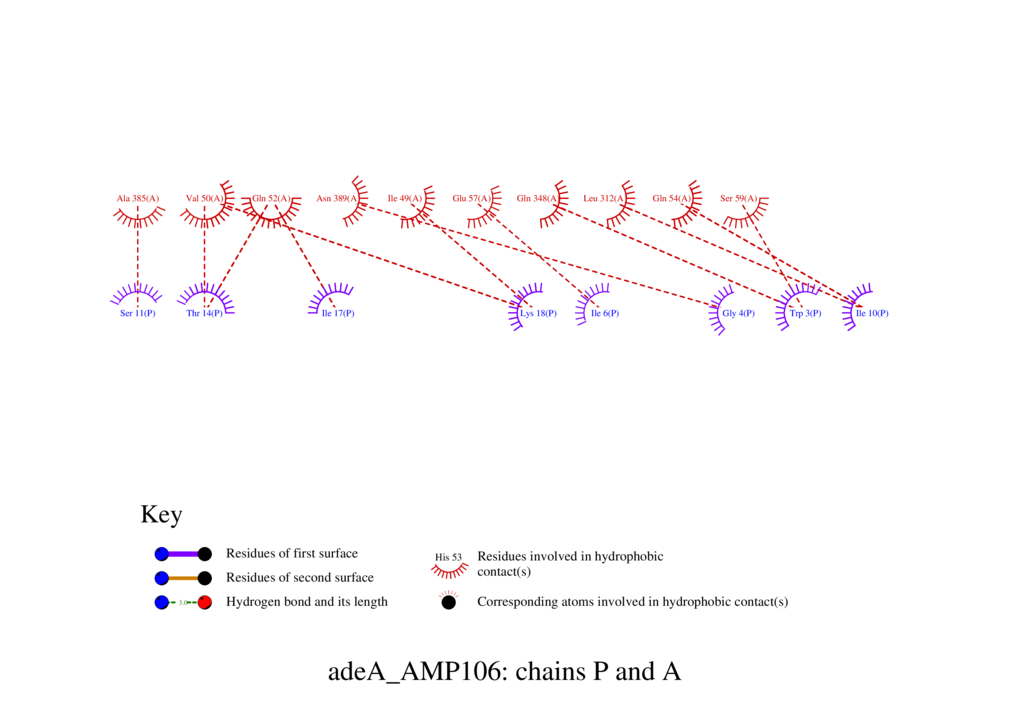 Ala 385(A) Val 50(A) Gln 52(A) Asn 389(A) Ile 49(A) Glu 57(A) Gln 348(A) Leu 312(A) Gln 54(A) Ser 59(A)
Ser 11(P) Thr 14(P) Ile 17(P) Lys 18(P) Ile 6(P) Gly 4(P) Trp 3(P) Ile 10(P)
Key
Residues of first surface
Residues of second surface
3.0
Hydrogen bond and its length
His 53
Residues involved in hydrophobic
contact(s)
Corresponding atoms involved in hydrophobic contact(s)
adeA_AMP106: chains P and A